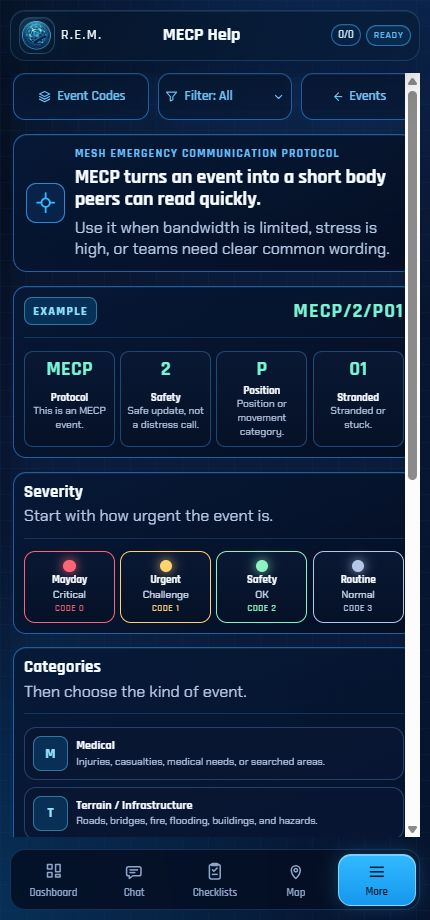 R.E.M.
MECP Help
0/0
READY
Event Codes
Filter: All
Events
MESH EMERGENCY COMMUNICATION PROTOCOL
MECP turns an event into a short body
peers can read quickly.
Use it when bandwidth is limited, stress is
high, or teams need clear common wording.
EXAMPLE
MECP/2/P01
MECP
Protocol
This is an MECP
event.
2
Safety
Safe update, not
a distress call.
P
Position
Position or
movement
category.
01
Stranded
Stranded or
stuck.
Severity
Start with how urgent the event is.
Mayday
Critical
CODE 0
Urgent
Challenge
CODE 1
Safety
OK
CODE 2
Routine
Normal
CODE 3
Categories
Then choose the kind of event.
M
Medical
Injuries, casualties, medical needs, or searched areas.
T
Terrain / Infrastructure
Roads, bridges, fire, flooding, buildings, and hazards.
Dashboard
Chat
Checklists
Map
More